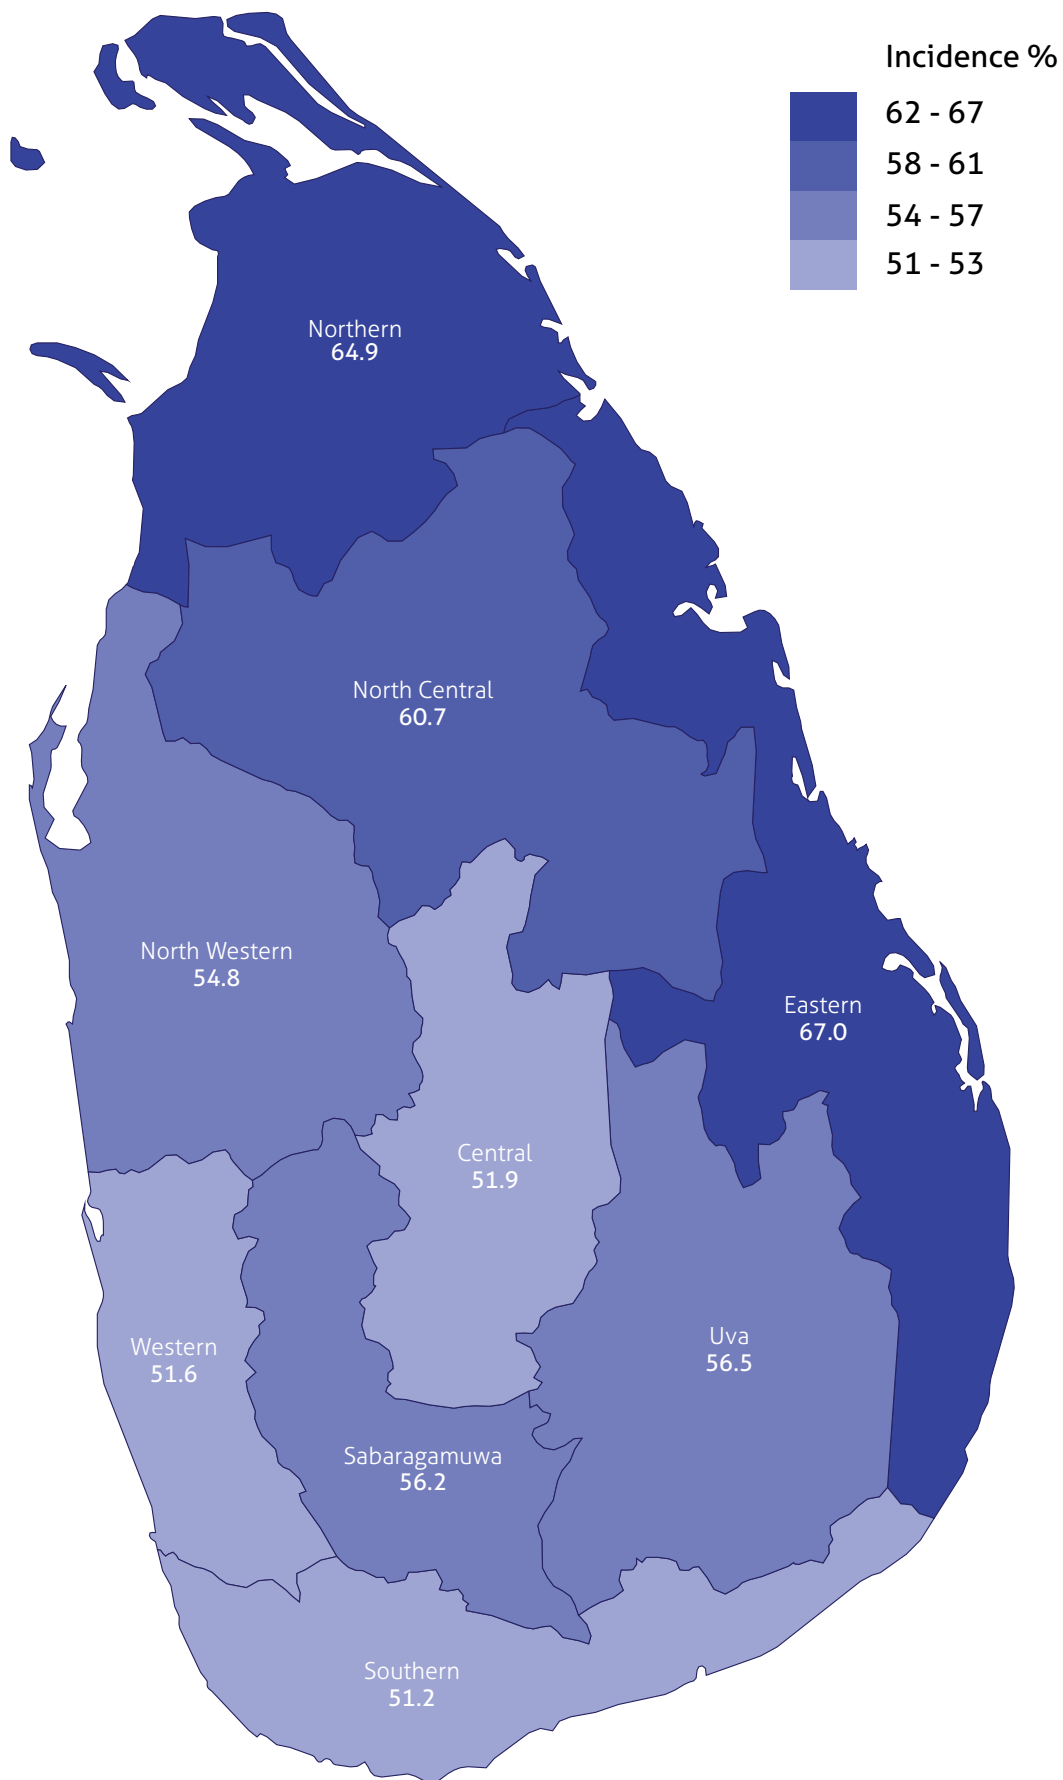 Incidence %
62 - 67
58 - 61
54 - 57
51 - 53
Northern
64.9
North Central
60.7
North Western
54.8
Eastern
67.0
Central
51.9
Western
51.6
Uva
56.5
Sabaragamuwa
56.2
Southern
51.2